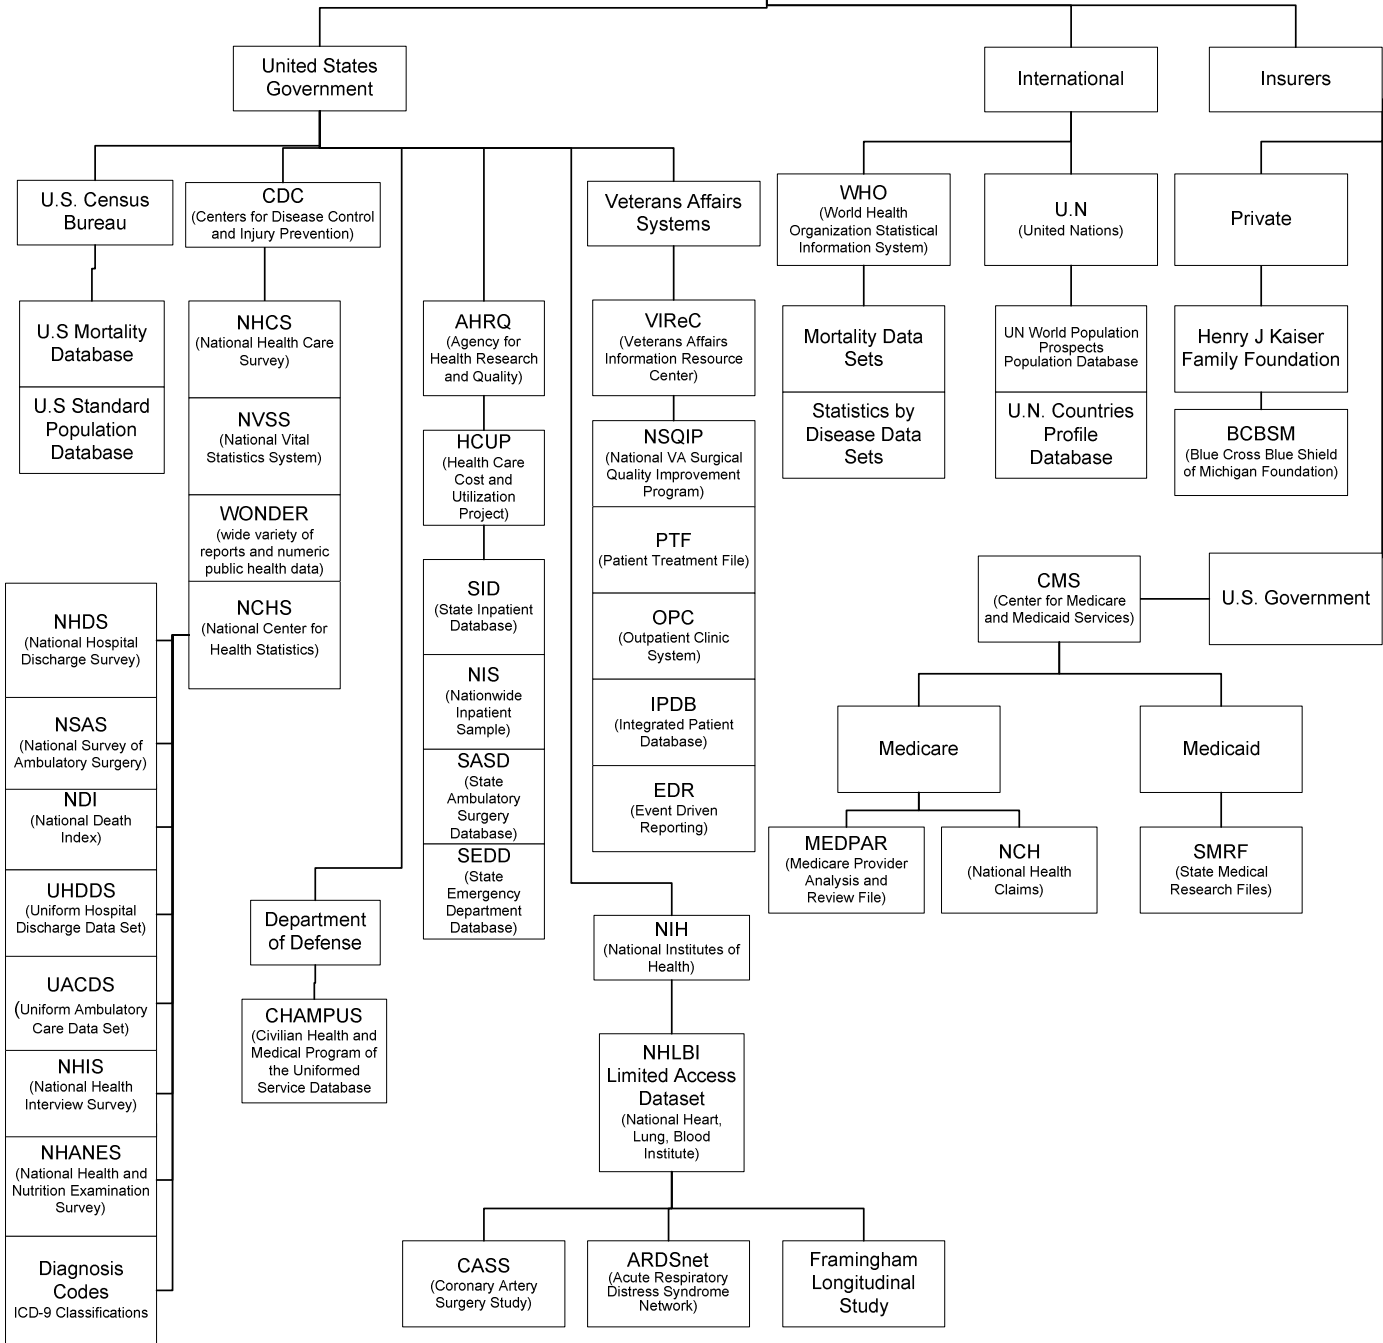 United States
Government
International
Insurers
U.S. Census
Bureau
CDC
(Centers for Disease Control
and Injury Prevention)
Veterans Affairs
Systems
WHO
(World Health
Organization Statistical
Information System)
U.N
(United Nations)
Private
U.S Mortality
Database
U.S Standard
Population
Database
NHCS
(National Health Care
Survey)
NVSS
(National Vital
Statistics System)
WONDER
(wide variety of
reports and numeric
public health data)
NCHS
(National Center for
Health Statistics)
AHRQ
(Agency for
Health Research
and Quality)
HCUP
(Health Care
Cost and
Utilization
Project)
SID
(State Inpatient
Database)
NIS
(Nationwide
Inpatient
Sample)
SASD
(State
Ambulatory
Surgery
Database)
SEDD
(State
Emergency
Department
Database)
VIReC
(Veterans Affairs
Information Resource
Center)
NSQIP
(National VA Surgical
Quality Improvement
Program)
PTF
(Patient Treatment File)
OPC
(Outpatient Clinic
System)
IPDB
(Integrated Patient
Database)
EDR
(Event Driven
Reporting)
Mortality Data
Sets
Statistics by
Disease Data
Sets
UN World Population
Prospects
Population Database
U.N. Countries
Profile
Database
Henry J Kaiser
Family Foundation
BCBSM
(Blue Cross Blue Shield
of Michigan Foundation)
CMS
(Center for Medicare
and Medicaid Services)
U.S. Government
Medicare
Medicaid
MEDPAR
(Medicare Provider
Analysis and
Review File)
NCH
(National Health
Claims)
SMRF
(State Medical
Research Files)
NHDS
(National Hospital
Discharge Survey)
NSAS
(National Survey of
Ambulatory Surgery)
NDI
(National Death
Index)
UHDDS
(Uniform Hospital
Discharge Data Set)
UACDS
(Uniform Ambulatory
Care Data Set)
NHIS
(National Health
Interview Survey)
NHANES
(National Health and
Nutrition Examination
Survey)
Diagnosis
Codes
ICD-9 Classifications
Department
of Defense
CHAMPUS
(Civilian Health and
Medical Program of
the Uniformed
Service Database
NIH
(National Institutes of
Health)
NHLBI
Limited Access
Dataset
(National Heart,
Lung, Blood
Institute)
CASS
(Coronary Artery
Surgery Study)
ARDSnet
(Acute Respiratory
Distress Syndrome
Network)
Framingham
Longitudinal
Study